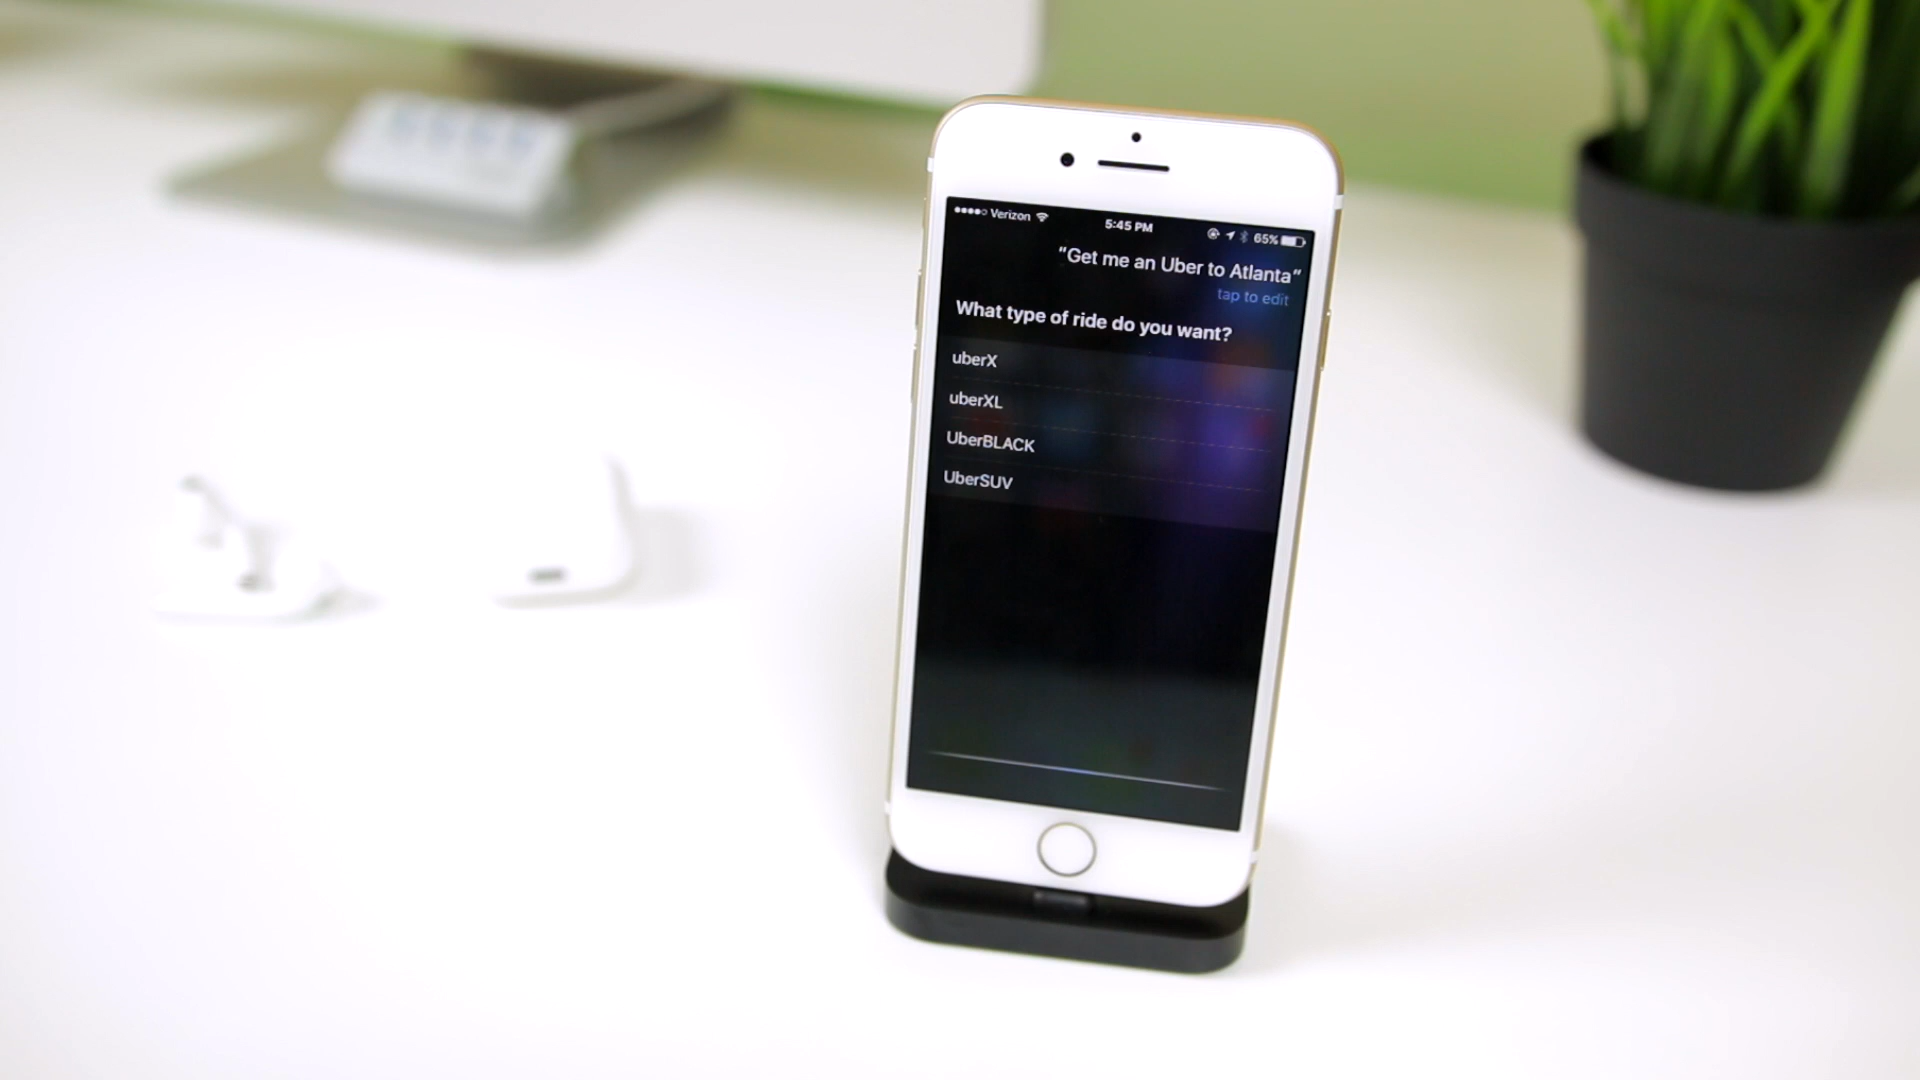 Verizon 5:45 PM 65%
"Get me an Uber to Atlanta"
tap to edit
What type of ride do you want?
uberX
uberXL
UberBLACK
UberSUV